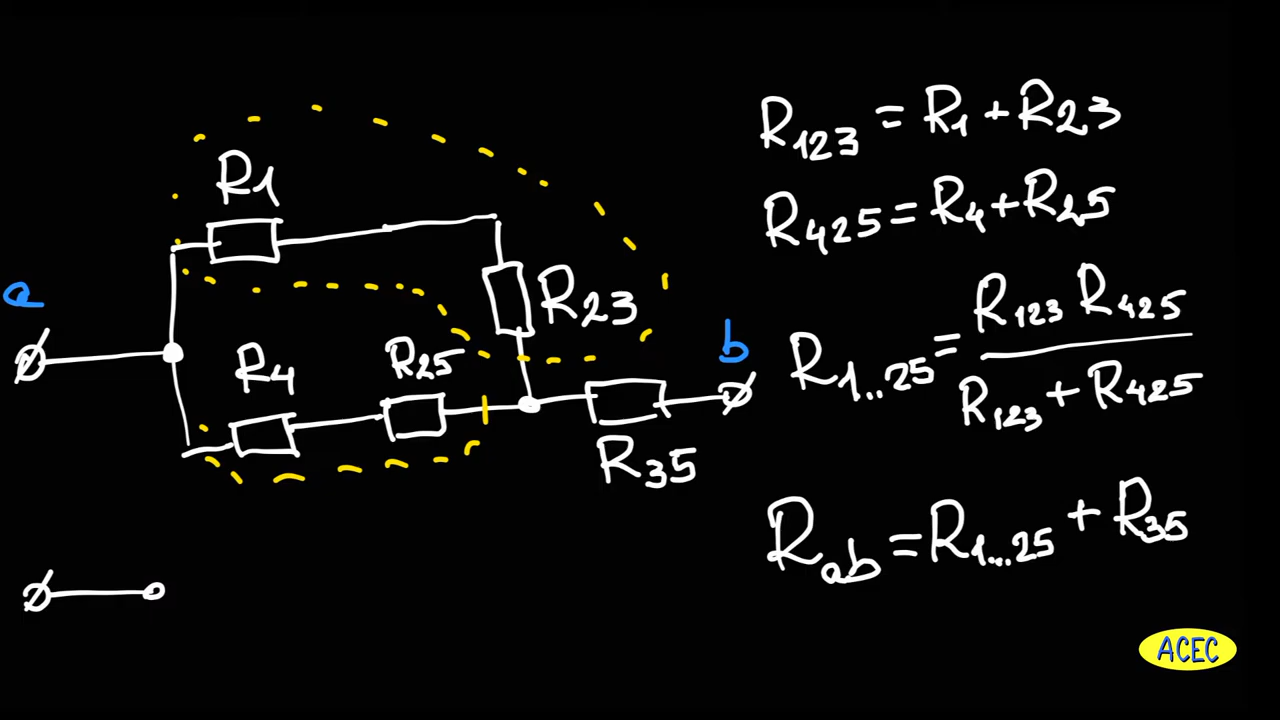 R1
R23
a
b
R4
R25
R35
R123 = R1 + R23
R425 = R4 + R25
R1..25 = R123 R425
R123 + R425
Rab = R1...25 + R35
ACEC